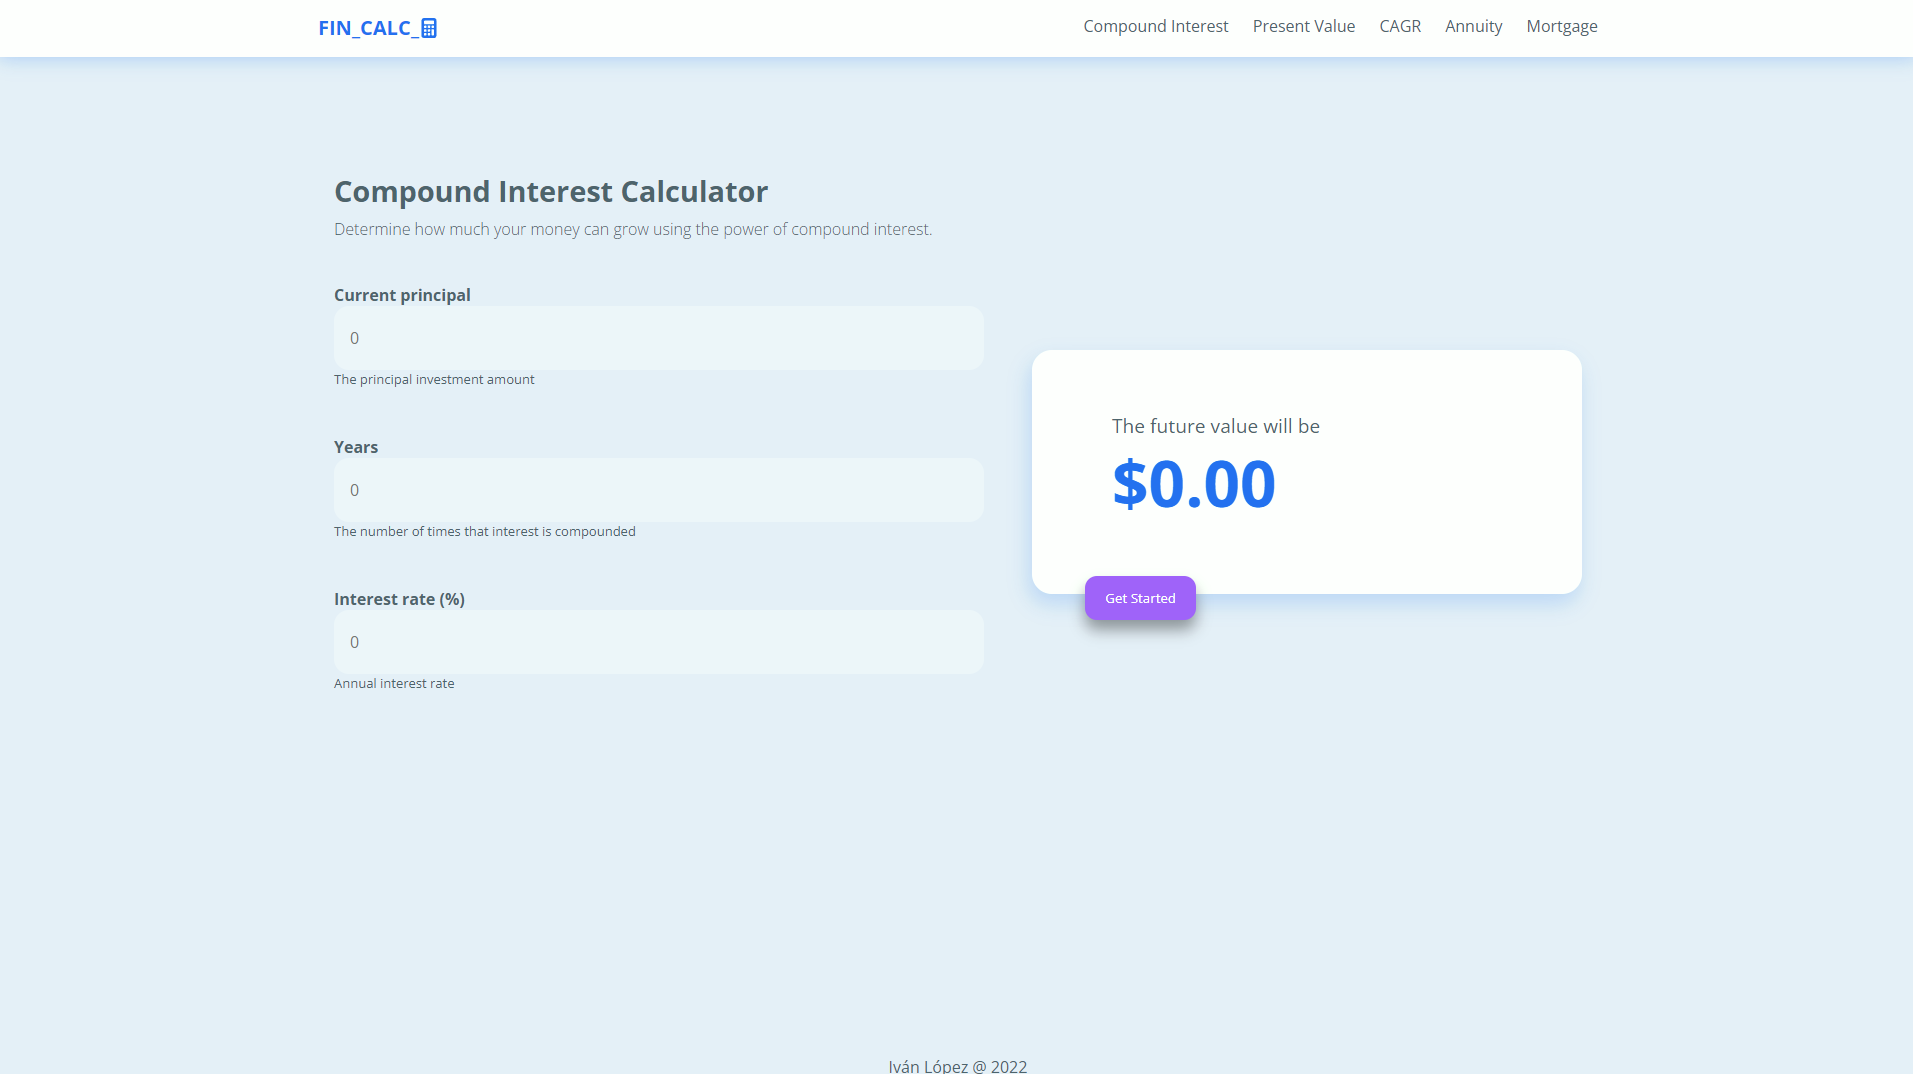 FIN_CALC_
Compound Interest Present Value CAGR Annuity Mortgage
Compound Interest Calculator
Determine how much your money can grow using the power of compound interest.
Current principal
0
The principal investment amount
Years
0
The number of times that interest is compounded
Interest rate (%)
0
Annual interest rate
The future value will be
$0.00
Get Started
Iván López @ 2022